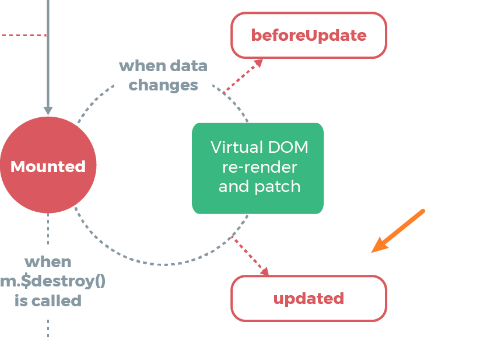 beforeUpdate
when data
changes
Virtual DOM
re-render
and patch
Mounted
when
m.$destroy()
is called
updated